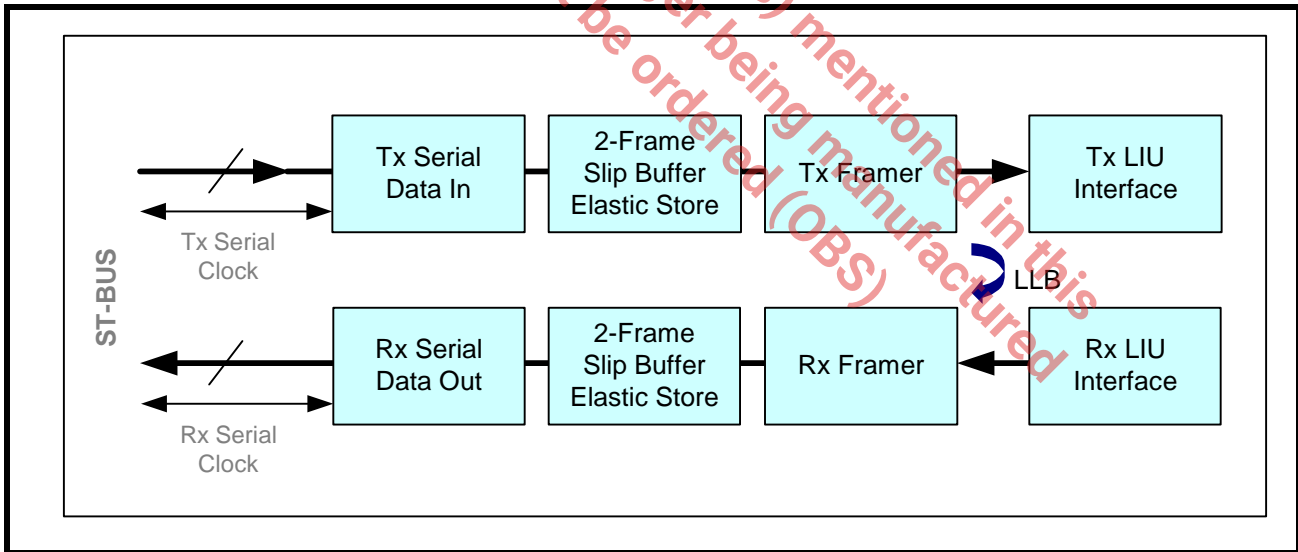 s) mentioned in this
er being manufactured
be ordered (OBS)
Tx Serial
Data In
2-Frame
Slip Buffer
Elastic Store
Tx Framer
Tx LIU
Interface
Tx Serial
Clock
ST-BUS
LLB
Rx Serial
Data Out
2-Frame
Slip Buffer
Elastic Store
Rx Framer
Rx LIU
Interface
Rx Serial
Clock